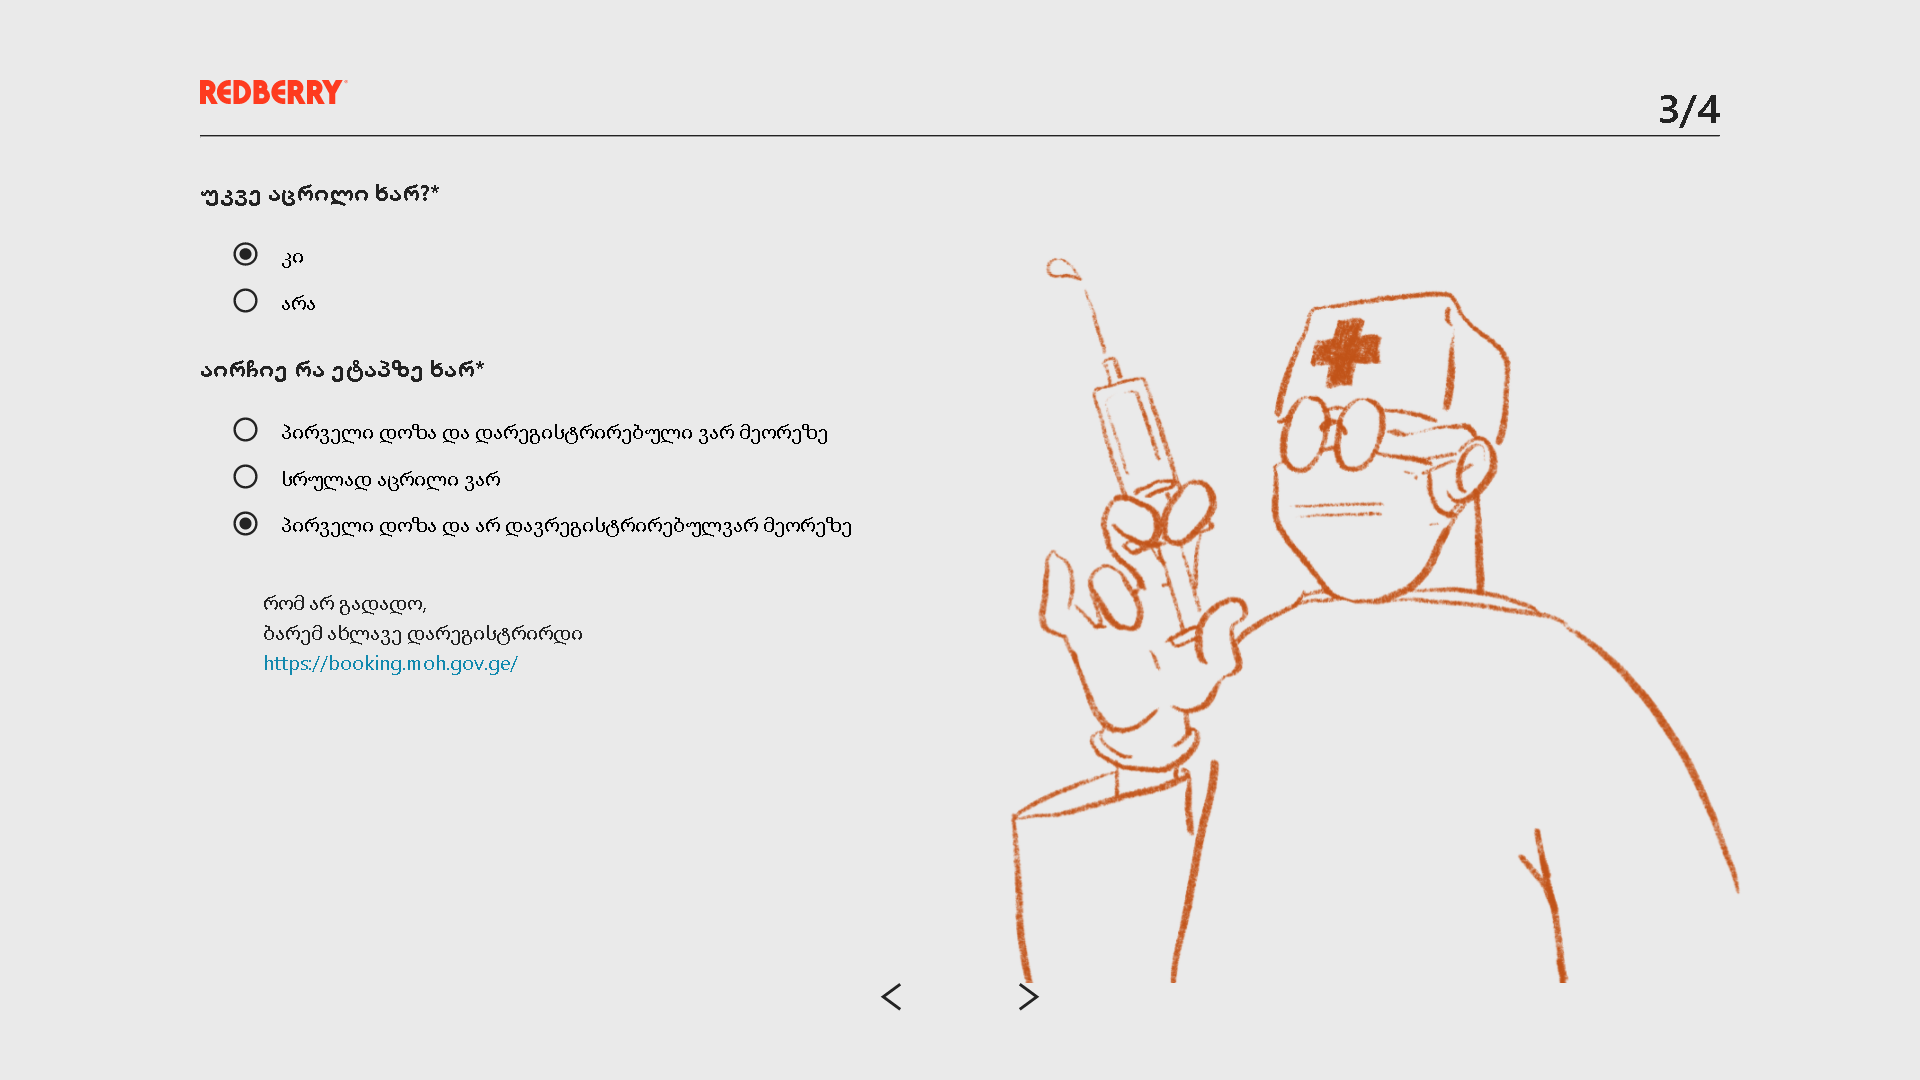 REDBERRY
3/4
უკვე აცრილი ხარ?*
კი
არა
აირჩიე რა ეტაპზე ხარ*
პირველი დოზა და დარეგისტრირებული ვარ მეორეზე
სრულად აცრილი ვარ
პირველი დოზა და არ დავრეგისტრირებულვარ მეორეზე
რომ არ გადადო,
ბარემ ახლავე დარეგისტრირდი
https://booking.moh.gov.ge/